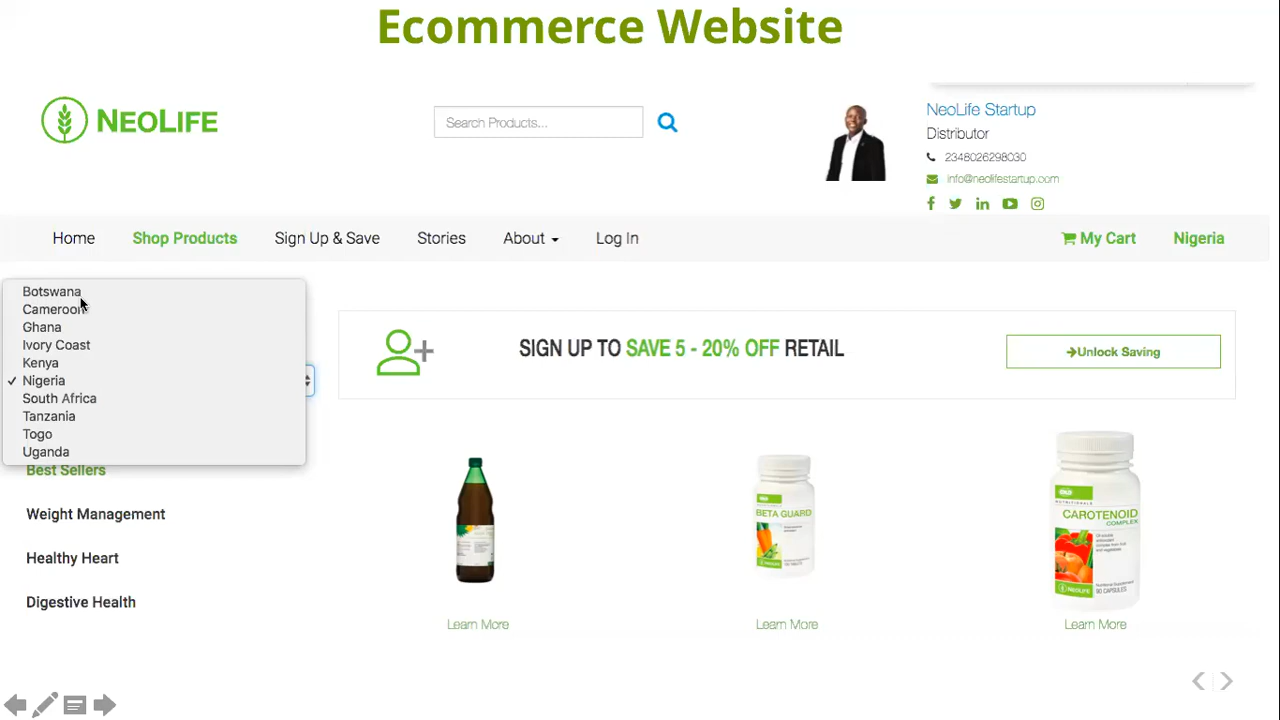 Ecommerce Website
NEOLIFE
Search Products...
NeoLife Startup
Distributor
2348026298030
info@neolifestartup.com
Home
Shop Products
Sign Up & Save
Stories
About
Log In
My Cart
Nigeria
Botswana
Cameroon
Ghana
Ivory Coast
Kenya
✓ Nigeria
South Africa
Tanzania
Togo
Uganda
Best Sellers
Weight Management
Healthy Heart
Digestive Health
SIGN UP TO SAVE 5 - 20% OFF RETAIL
Unlock Saving
BETA GUARD
CAROTENOID
COMPLEX
90 CAPSULES
NEOLIFE
Learn More
Learn More
Learn More